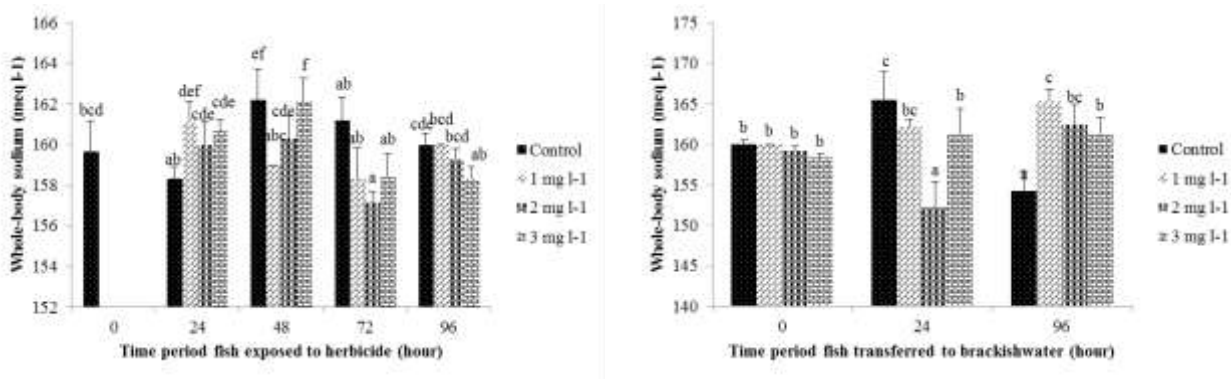 166
164
162
160
158
156
154
152
Whole-body sodium (meq l-1)
bcd
ab
def
cde
cde
ef
abc
cde
f
ab
ab
a
ab
cde
bcd
bcd
ab
0 24 48 72 96
Time period fish exposed to herbicide (hour)
Control
1 mg l-1
2 mg l-1
3 mg l-1
170
165
160
155
150
145
140
Whole-body sodium (meq l-1)
b b b b
c
bc
a
b
a
c
bc
b
0 24 96
Time period fish transferred to brackishwater (hour)
Control
1 mg l-1
2 mg l-1
3 mg l-1